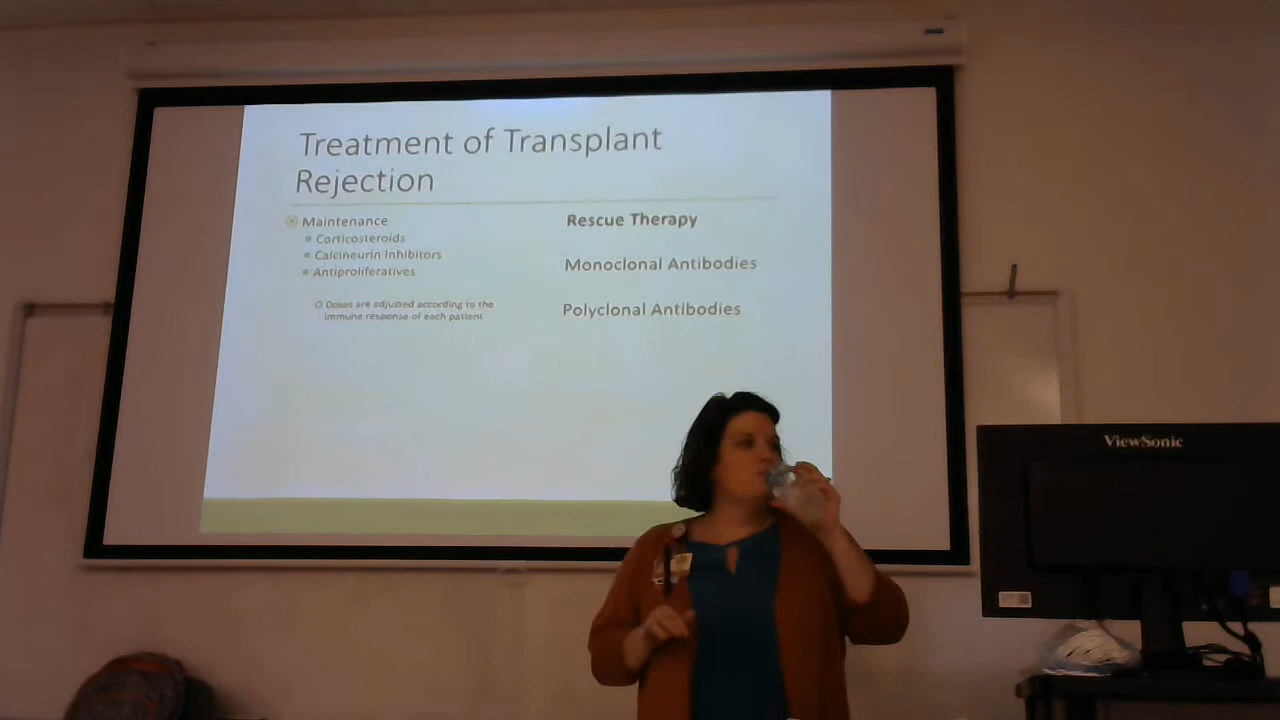 Treatment of Transplant
Rejection
Maintenance
Corticosteroids
Calcineurin Inhibitors
Antiproliferatives
Doses are adjusted according to the
immune response of each patient
Rescue Therapy
Monoclonal Antibodies
Polyclonal Antibodies
ViewSonic